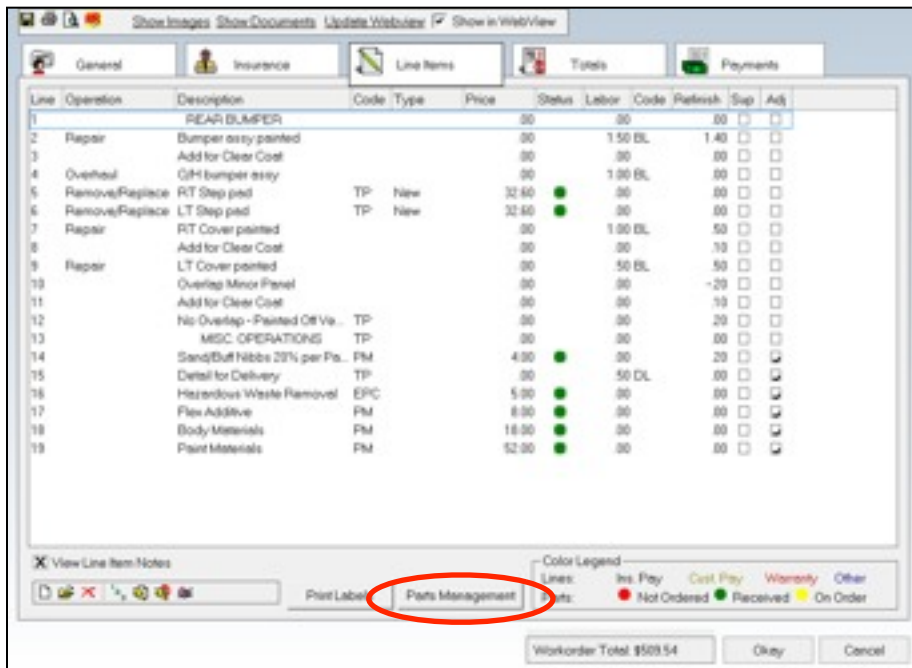 Show Images Show Documents Update Webview Show in WebView
General Insurance Line Items Totals Payments
Line Operation Description Code Type Price Status Labor Code Refinish Sup Adj
1 REAR BUMPER .00 .00 .00
2 Repair Bumper assy painted .00 1.50 BL 1.40
3 Add for Clear Coat .00 .00 .00
4 Overhaul O/H bumper assy .00 1.00 BL .00
5 Remove/Replace RT Step pad TP New 32.60 .00 .00
6 Remove/Replace LT Step pad TP New 32.60 .00 .00
7 Repair RT Cover painted .00 1.00 BL .50
8 Add for Clear Coat .00 .00 .10
9 Repair LT Cover painted .00 .50 BL .50
10 Overlap Minor Panel .00 .00 -.20
11 Add for Clear Coat .00 .00 .10
12 No Overlap - Painted Off Ve... TP .00 .00 .20
13 MISC. OPERATIONS TP .00 .00 .00
14 Sand/Buff Nibbs 20% per Pa... PM 4.00 .00 .20
15 Detail for Delivery TP .00 .50 DL .00
16 Hazardous Waste Removal EPC 5.00 .00 .00
17 Flex Additive PM 8.00 .00 .00
18 Body Materials PM 18.00 .00 .00
19 Paint Materials PM 52.00 .00 .00
View Line Item Notes
Color Legend
Lines: Ins. Pay Cust. Pay Warranty Other
Parts: Not Ordered Received On Order
Print Label Parts Management
Workorder Total: $509.54 Okay Cancel